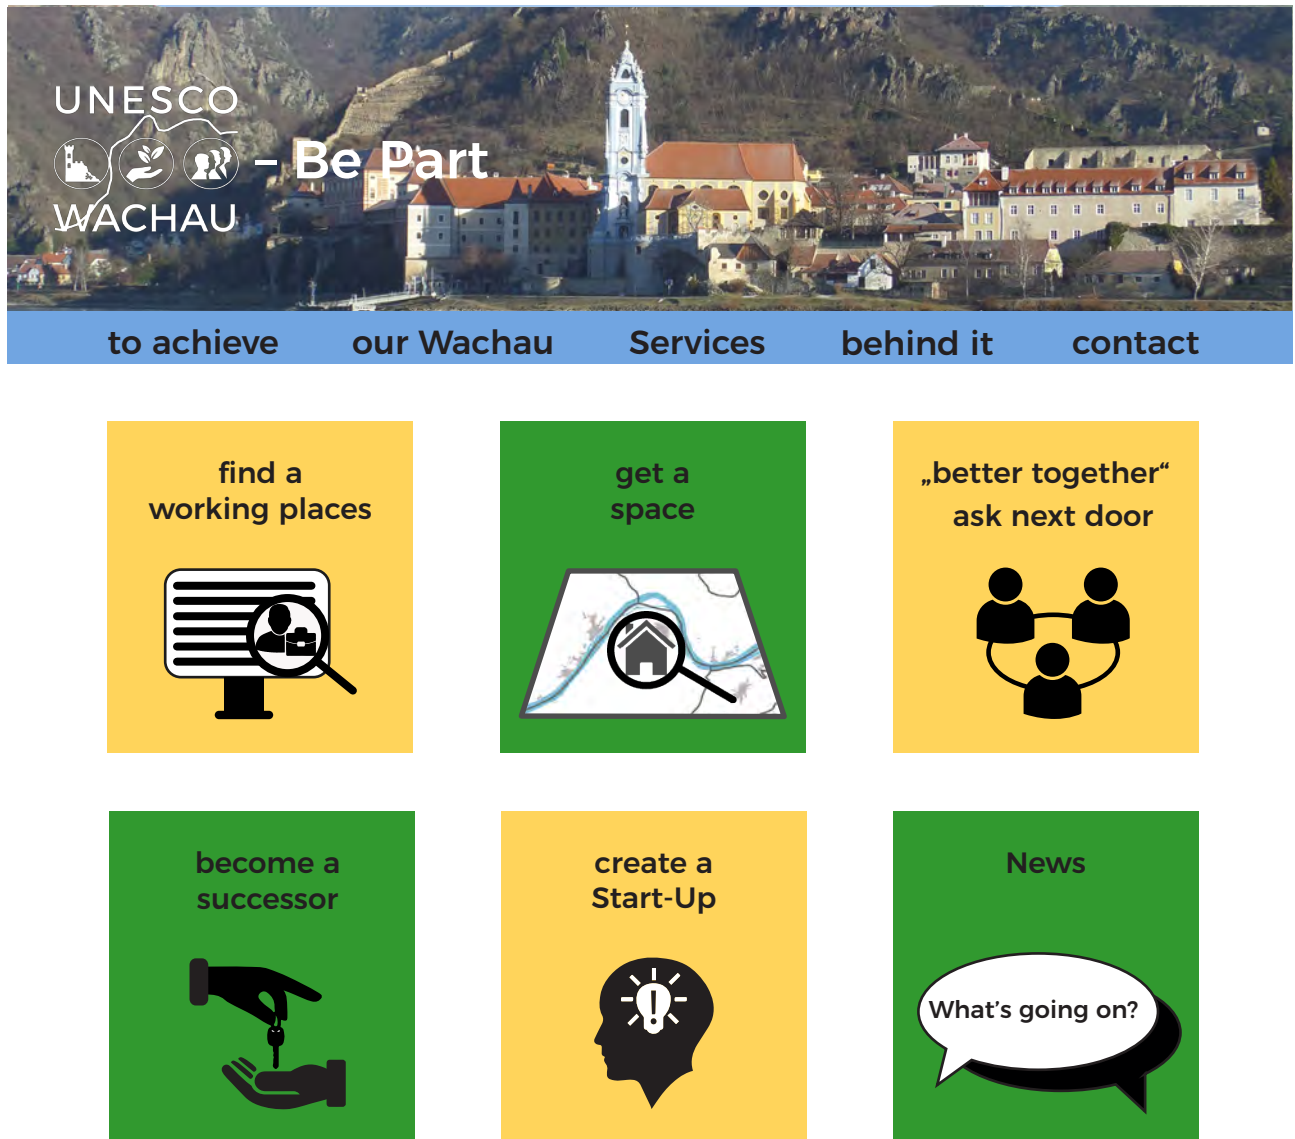 UNESCO
– Be Part
WACHAU
to achieve our Wachau Services behind it contact
find a
working places
get a
space
„better together“
ask next door
become a
successor
create a
Start-Up
News
What’s going on?